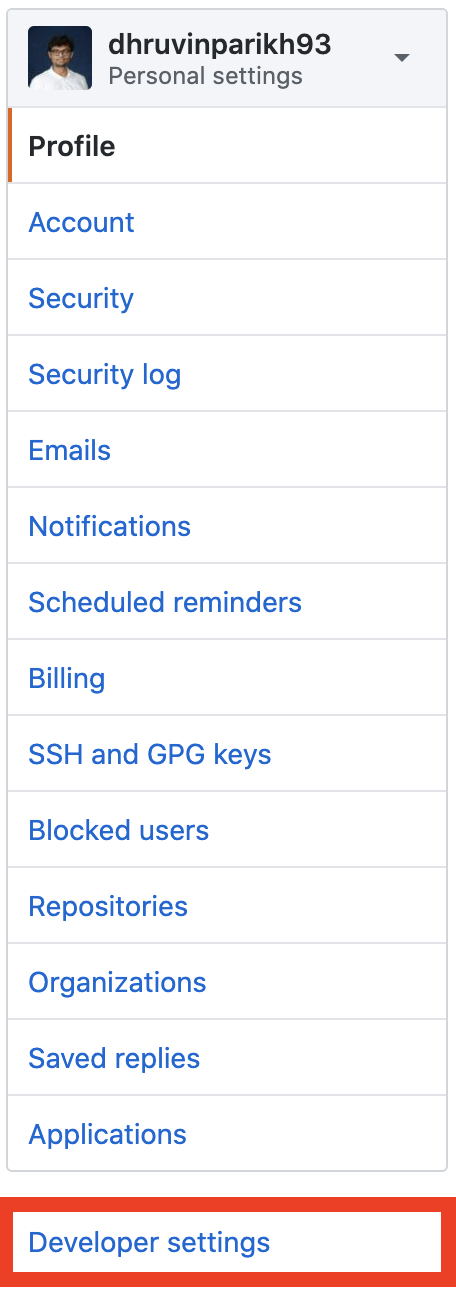 dhruvinparikh93
Personal settings
Profile
Account
Security
Security log
Emails
Notifications
Scheduled reminders
Billing
SSH and GPG keys
Blocked users
Repositories
Organizations
Saved replies
Applications
Developer settings